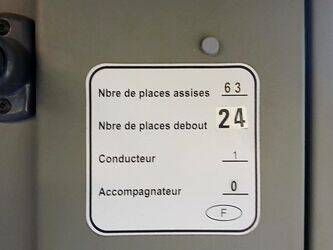 Nbre de places assises 63
Nbre de places debout 24
Conducteur 1
Accompagnateur 0
F